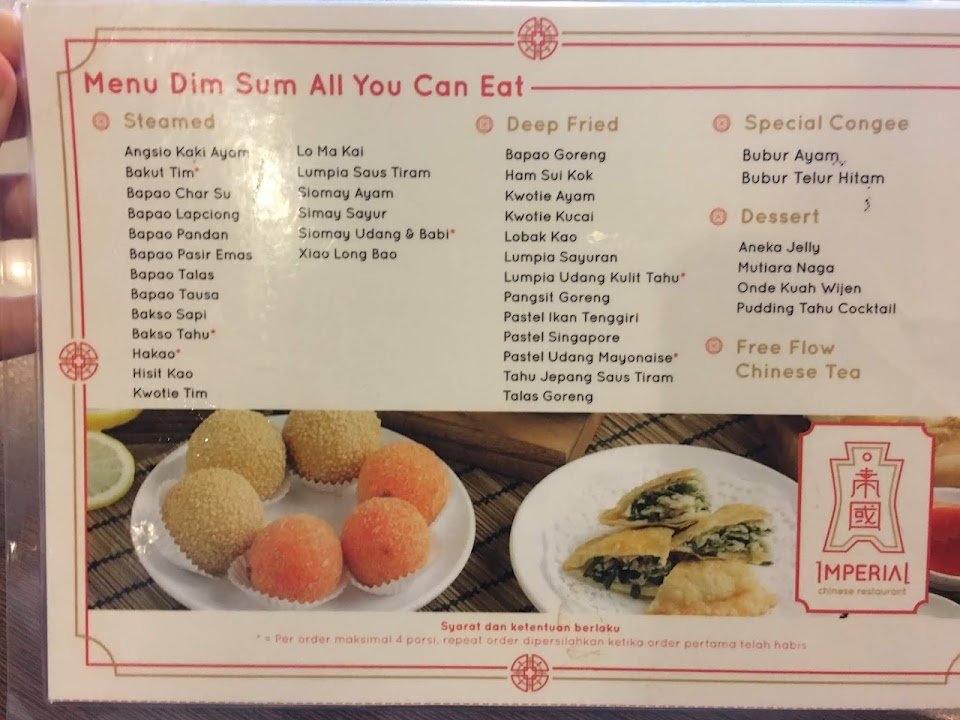 Menu Dim Sum All You Can Eat
Steamed
Angsio Kaki Ayam
Bakut Tim*
Bapao Char Su
Bapao Lapciong
Bapao Pandan
Bapao Pasir Emas
Bapao Talas
Bapao Tausa
Bakso Sapi
Bakso Tahu*
Hakao*
Hisit Kao
Kwotie Tim
Lo Ma Kai
Lumpia Saus Tiram
Siomay Ayam
Simay Sayur
Siomay Udang & Babi*
Xiao Long Bao
Deep Fried
Bapao Goreng
Ham Sui Kok
Kwotie Ayam
Kwotie Kucai
Lobak Kao
Lumpia Sayuran
Lumpia Udang Kulit Tahu*
Pangsit Goreng
Pastel Ikan Tenggiri
Pastel Singapore
Pastel Udang Mayonaise*
Tahu Jepang Saus Tiram
Talas Goreng
Special Congee
Bubur Ayam
Bubur Telur Hitam
Dessert
Aneka Jelly
Mutiara Naga
Onde Kuah Wijen
Pudding Tahu Cocktail
Free Flow
Chinese Tea
國
IMPERIAL
chinese restaurant
Syarat dan ketentuan berlaku
* = Per order maksimal 4 porsi, repeat order dipersilahkan ketika order pertama telah habis